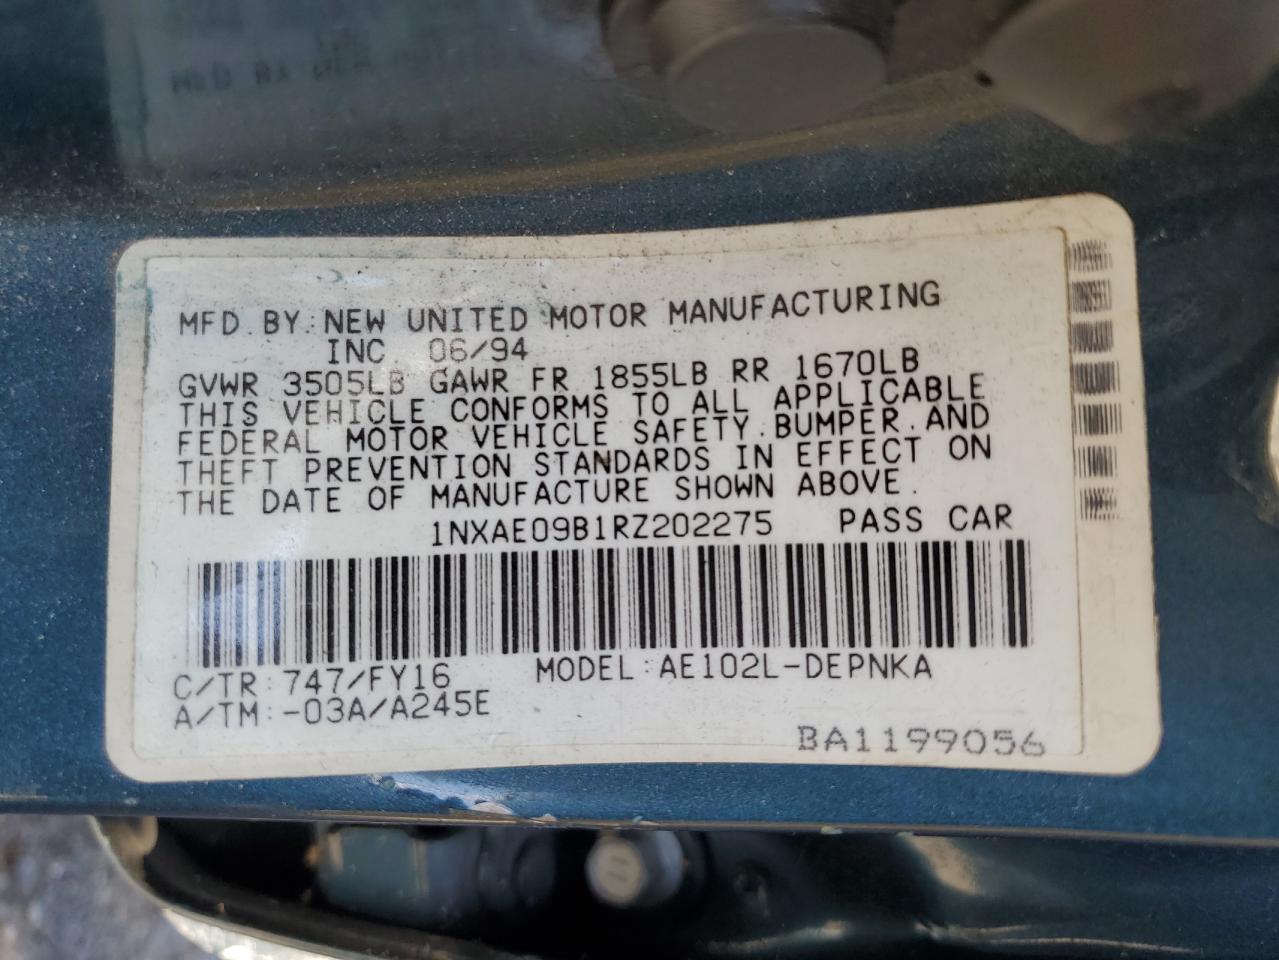 MFD. BY: NEW UNITED MOTOR MANUFACTURING
INC. 06/94
GVWR 3505LB GAWR FR 1855LB RR 1670LB
THIS VEHICLE CONFORMS TO ALL APPLICABLE
FEDERAL MOTOR VEHICLE SAFETY.BUMPER.AND
THEFT PREVENTION STANDARDS IN EFFECT ON
THE DATE OF MANUFACTURE SHOWN ABOVE.
1NXAE09B1RZ202275 PASS CAR
C/TR:747/FY16 MODEL:AE102L-DEPNKA
A/TM:-03A/A245E
BA1199056